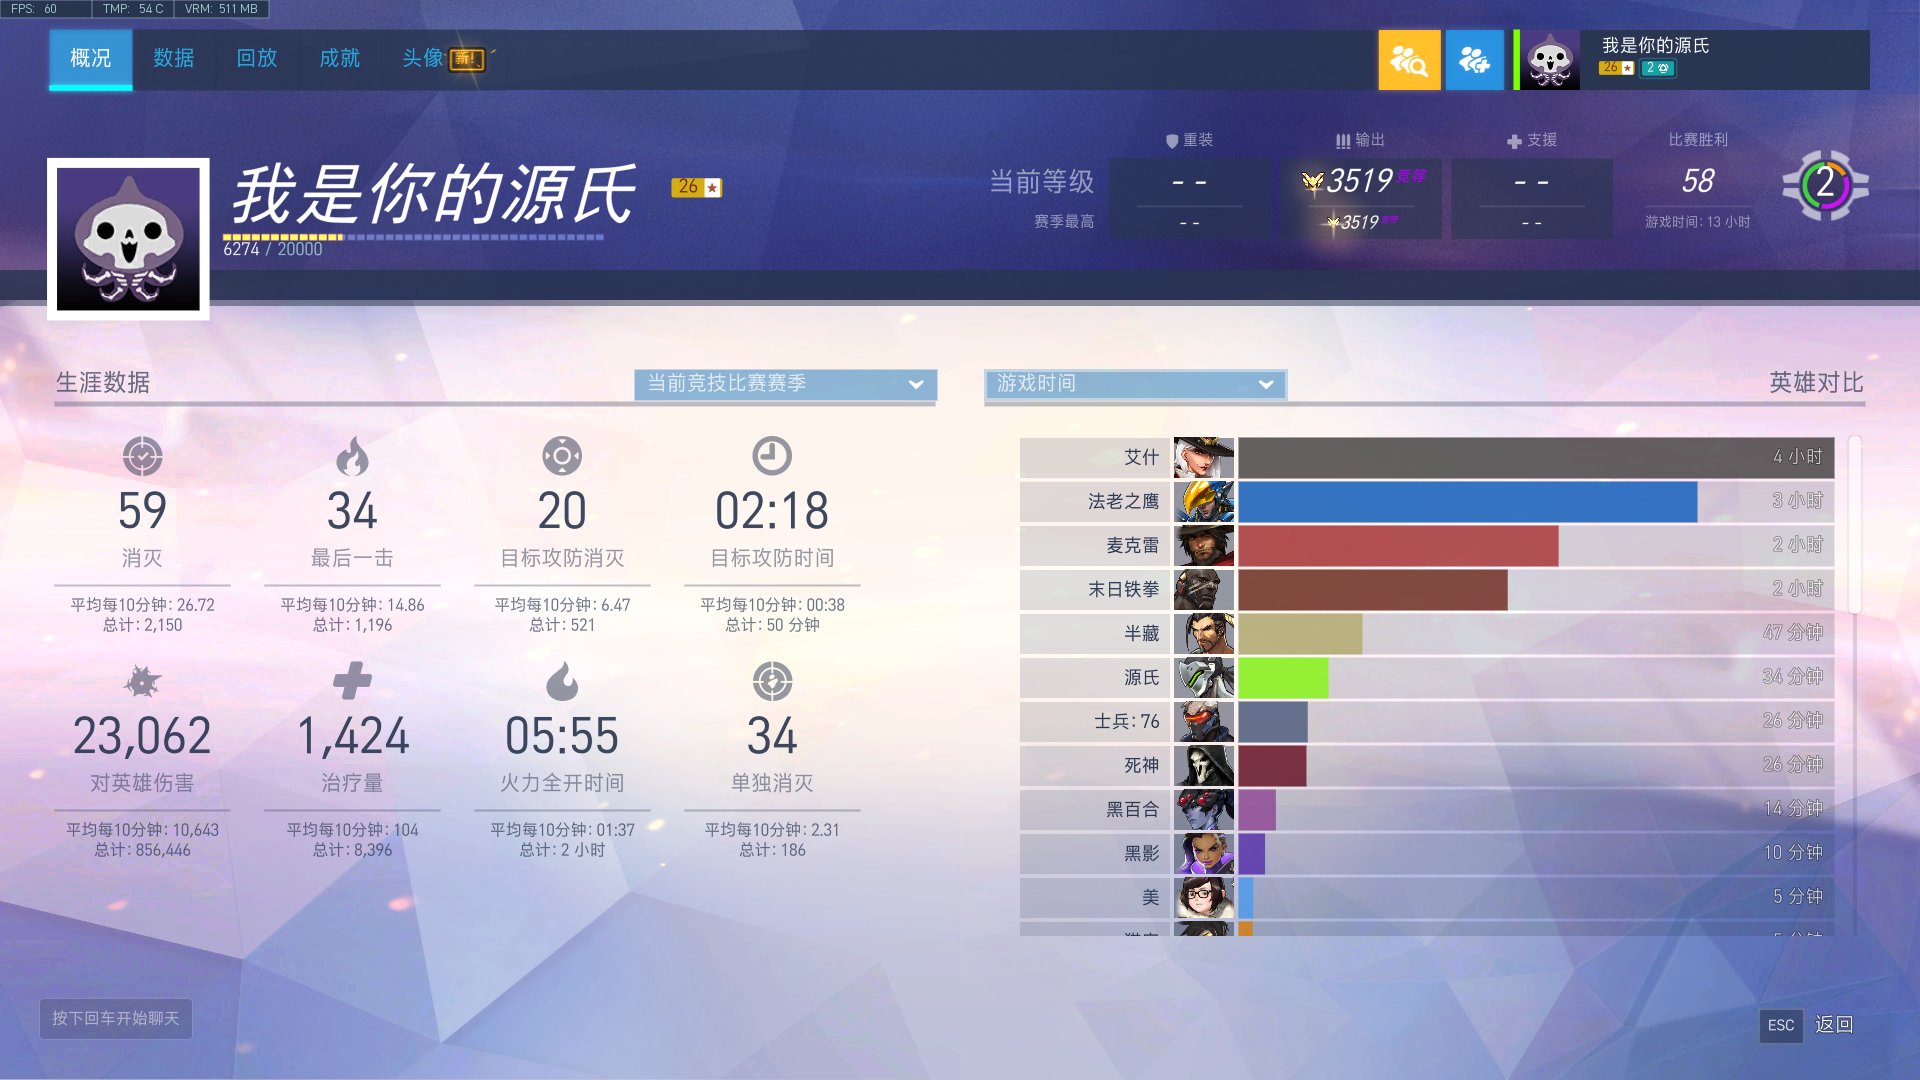 FPS: 60 TMP: 54 C VRM: 511 MB
概况 数据 回放 成就 头像 新!
我是你的源氏
26 2
重装 输出 支援 比赛胜利
我是你的源氏 26
当前等级 -- 3519 -- 58 2
6274 / 20000
赛季最高 -- 3519 -- 游戏时间: 13 小时
生涯数据 当前竞技比赛赛季
游戏时间 英雄对比
59 34 20 02:18
消灭 最后一击 目标攻防消灭 目标攻防时间
平均每10分钟: 26.72 平均每10分钟: 14.86 平均每10分钟: 6.47 平均每10分钟: 00:38
总计: 2,150 总计: 1,196 总计: 521 总计: 50 分钟
23,062 1,424 05:55 34
对英雄伤害 治疗量 火力全开时间 单独消灭
平均每10分钟: 10,643 平均每10分钟: 104 平均每10分钟: 01:37 平均每10分钟: 2.31
总计: 856,446 总计: 8,396 总计: 2 小时 总计: 186
艾什 4 小时
法老之鹰 3 小时
麦克雷 2 小时
末日铁拳 2 小时
半藏 47 分钟
源氏 34 分钟
士兵: 76 26 分钟
死神 26 分钟
黑百合 14 分钟
黑影 10 分钟
美 5 分钟
按下回车开始聊天
ESC 返回